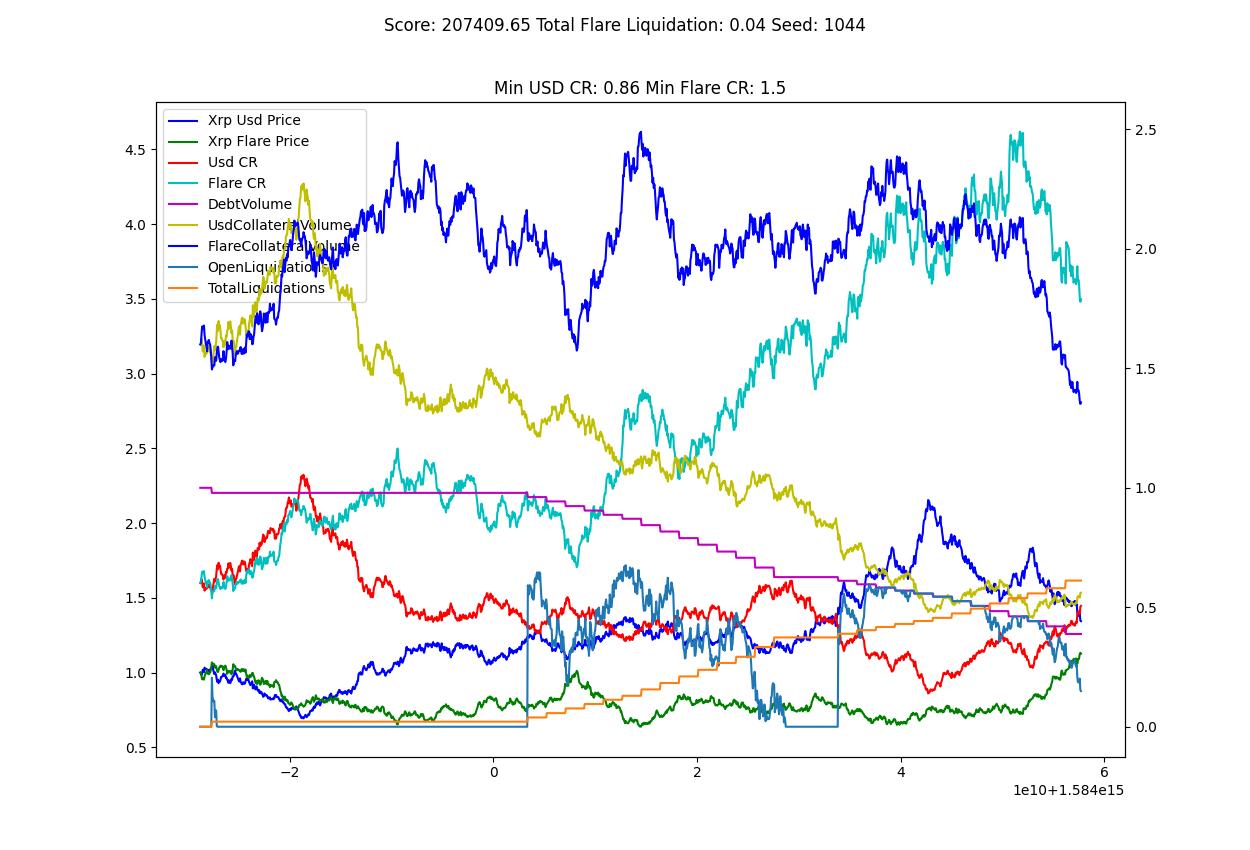 Score: 207409.65 Total Flare Liquidation: 0.04 Seed: 1044
Min USD CR: 0.86 Min Flare CR: 1.5
Xrp Usd Price
Xrp Flare Price
Usd CR
Flare CR
DebtVolume
UsdCollateralVolume
FlareCollateralVolume
OpenLiquidations
TotalLiquidations
4.5
4.0
3.5
3.0
2.5
2.0
1.5
1.0
0.5
2.5
2.0
1.5
1.0
0.5
0.0
−2
0
2
4
6
1e10+1.584e15